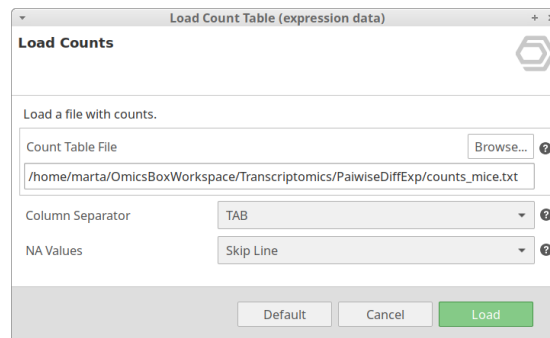 Load Count Table (expression data)
Load Counts
Load a file with counts.
Count Table File
Browse...
/home/marta/OmicsBoxWorkspace/Transcriptomics/PaiwiseDiffExp/counts_mice.txt
Column Separator
TAB
NA Values
Skip Line
Default
Cancel
Load